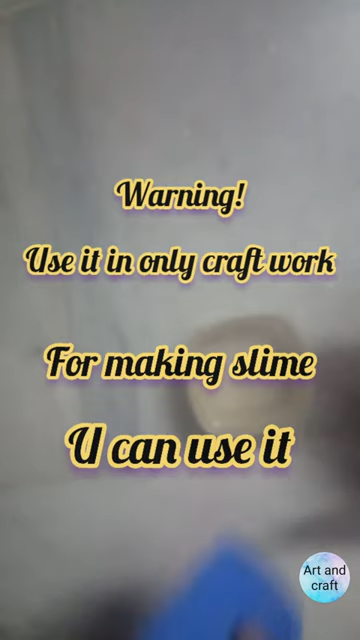 Warning!
Use it in only craft work
For making slime
U can use it
Art and
craft